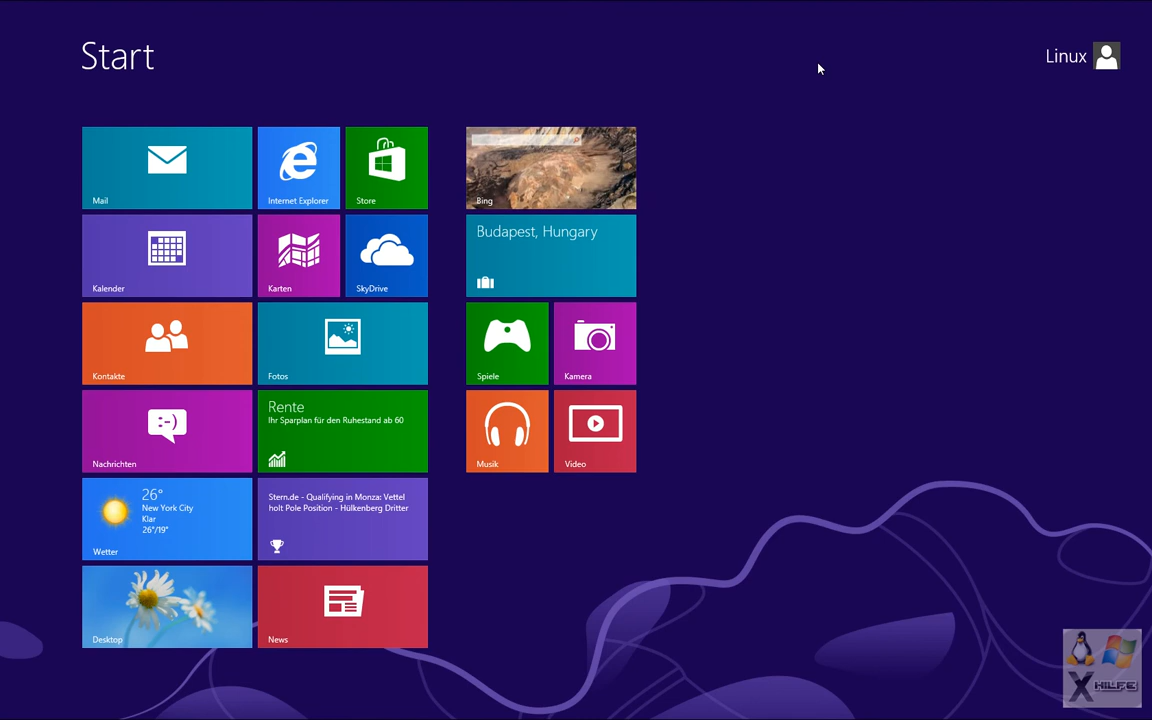 Start
Linux
Mail
Internet Explorer
Store
Bing
Kalender
Karten
SkyDrive
Budapest, Hungary
Kontakte
Fotos
Spiele
Kamera
Nachrichten
Rente
Ihr Sparplan für den Ruhestand ab 60
Musik
Video
26°
New York City
Klar
26°/19°
Wetter
Stern.de - Qualifying in Monza: Vettel
holt Pole Position - Hülkenberg Dritter
Desktop
News
X HILFE